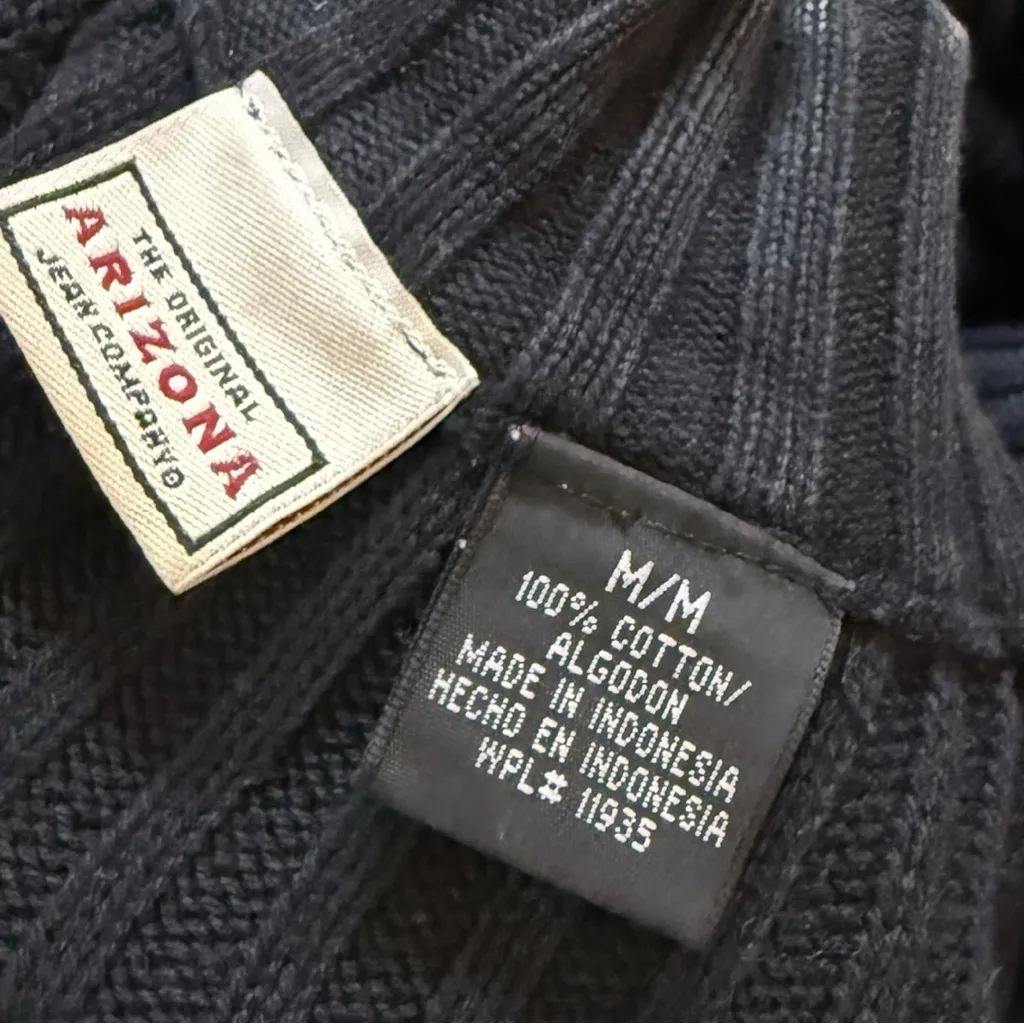 THE ORIGINAL
ARIZONA
JEAN COMPANY®
M/M
100% COTTON/
ALGODON
MADE IN INDONESIA
HECHO EN INDONESIA
WPL# 11935